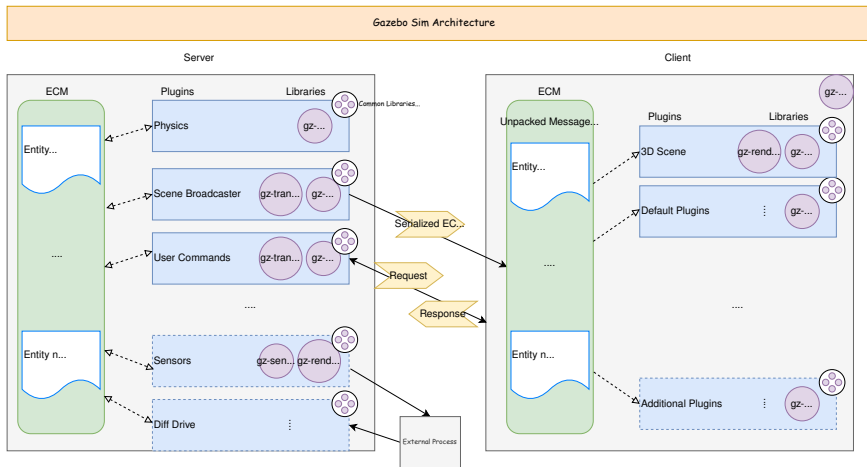 Gazebo Sim Architecture
Server
Client
ECM
Plugins
Libraries
Common Libraries...
Entity...
Physics
gz-...
Scene Broadcaster
gz-tran...
gz-...
....
User Commands
gz-tran...
gz-...
....
Entity n...
Sensors
gz-sen...
gz-rend...
Diff Drive
⋮
Serialized EC...
Request
Response
External Process
ECM
gz-...
Unpacked Message...
Plugins
Libraries
Entity...
3D Scene
gz-rend...
gz-...
Default Plugins
⋮
gz-...
....
....
Entity n...
Additional Plugins
⋮
gz-...